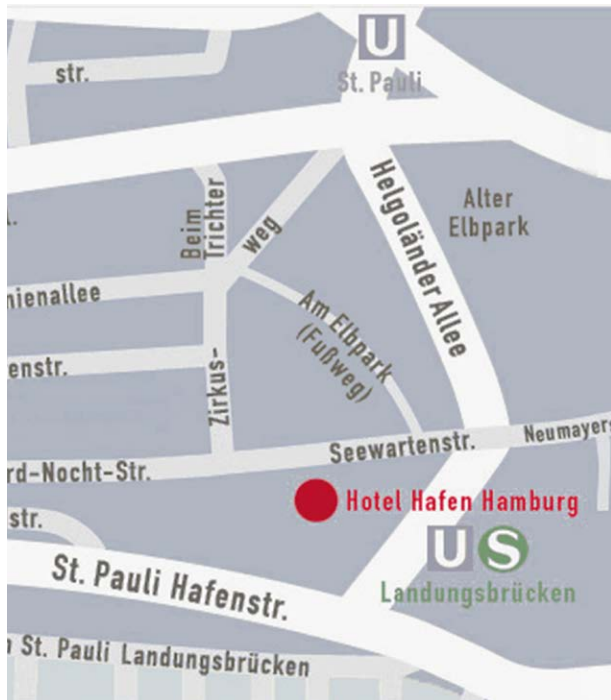 U
str.
St. Pauli
Beim
Trichter
weg
Helgoländer Allee
Alter
Elbpark
nienallee
Am Elbpark
(Fußweg)
enstr.
Zirkus-
Seewartenstr.
Neumayers
rd-Nocht-Str.
Hotel Hafen Hamburg
str.
U S
Landungsbrücken
St. Pauli Hafenstr.
n St. Pauli Landungsbrücken